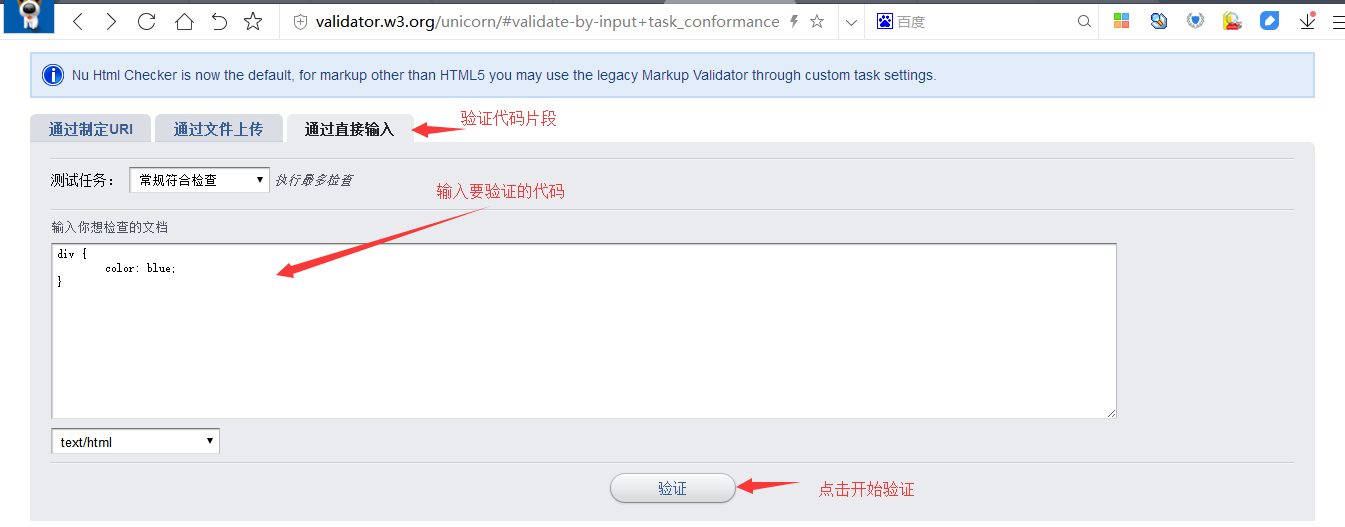 validator.w3.org/unicorn/#validate-by-input+task_conformance
百度
Nu Html Checker is now the default, for markup other than HTML5 you may use the legacy Markup Validator through custom task settings.
通过制定URI 通过文件上传 通过直接输入
验证代码片段
测试任务： 常规符合检查 执行最多检查
输入要验证的代码
输入你想检查的文档
div {
color: blue;
}
text/html
验证
点击开始验证